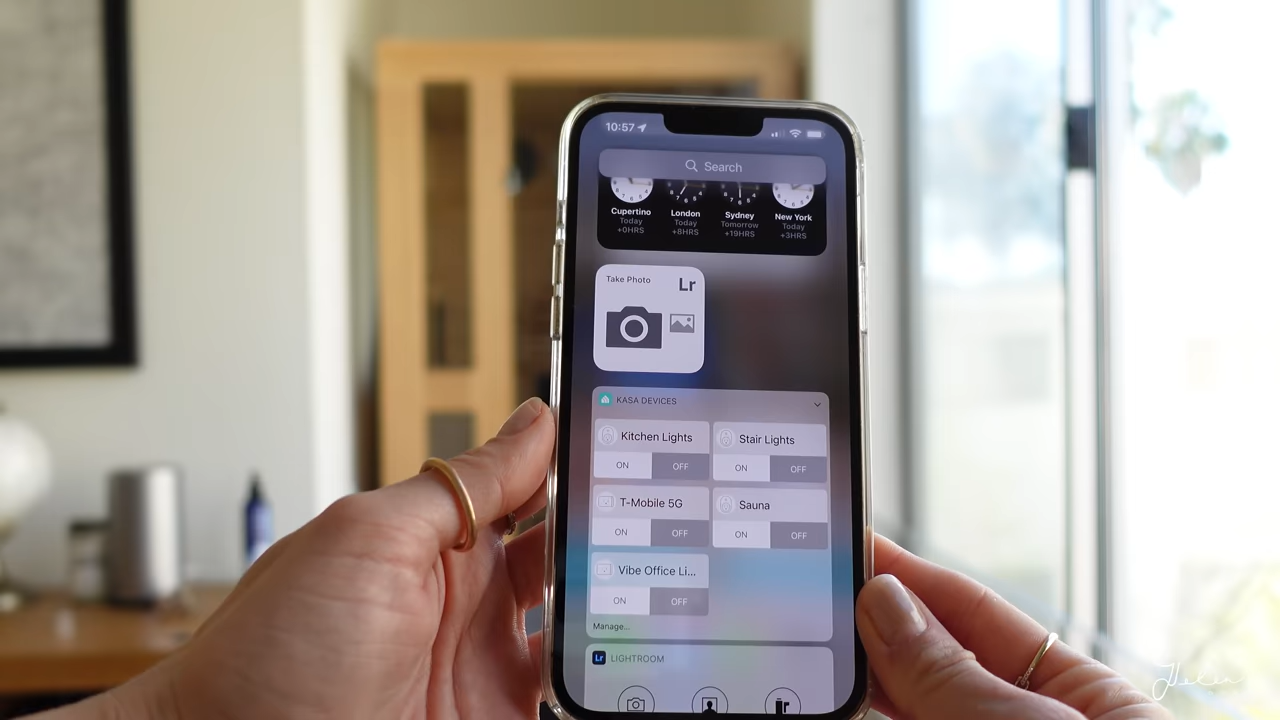 10:57
Search
Cupertino London Sydney New York
Today Today Tomorrow Today
+0HRS +8HRS +19HRS +3HRS
Take Photo Lr
KASA DEVICES
Kitchen Lights Stair Lights
ON OFF ON OFF
T-Mobile 5G Sauna
ON OFF ON OFF
Vibe Office Li...
ON OFF
Manage...
Lr LIGHTROOM
Helen